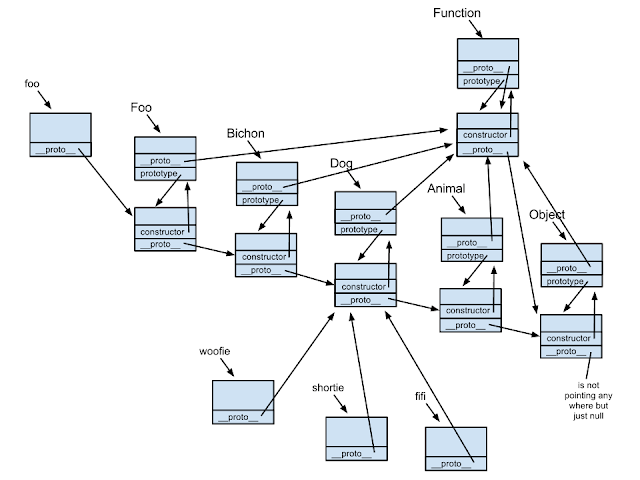 Function
__proto__
prototype
foo
__proto__
Foo
__proto__
prototype
constructor
__proto__
Bichon
__proto__
prototype
constructor
__proto__
Dog
__proto__
prototype
constructor
__proto__
constructor
__proto__
Animal
__proto__
prototype
constructor
__proto__
Object
__proto__
prototype
constructor
__proto__
is not
pointing any
where but
just null
woofie
__proto__
shortie
__proto__
fifi
__proto__